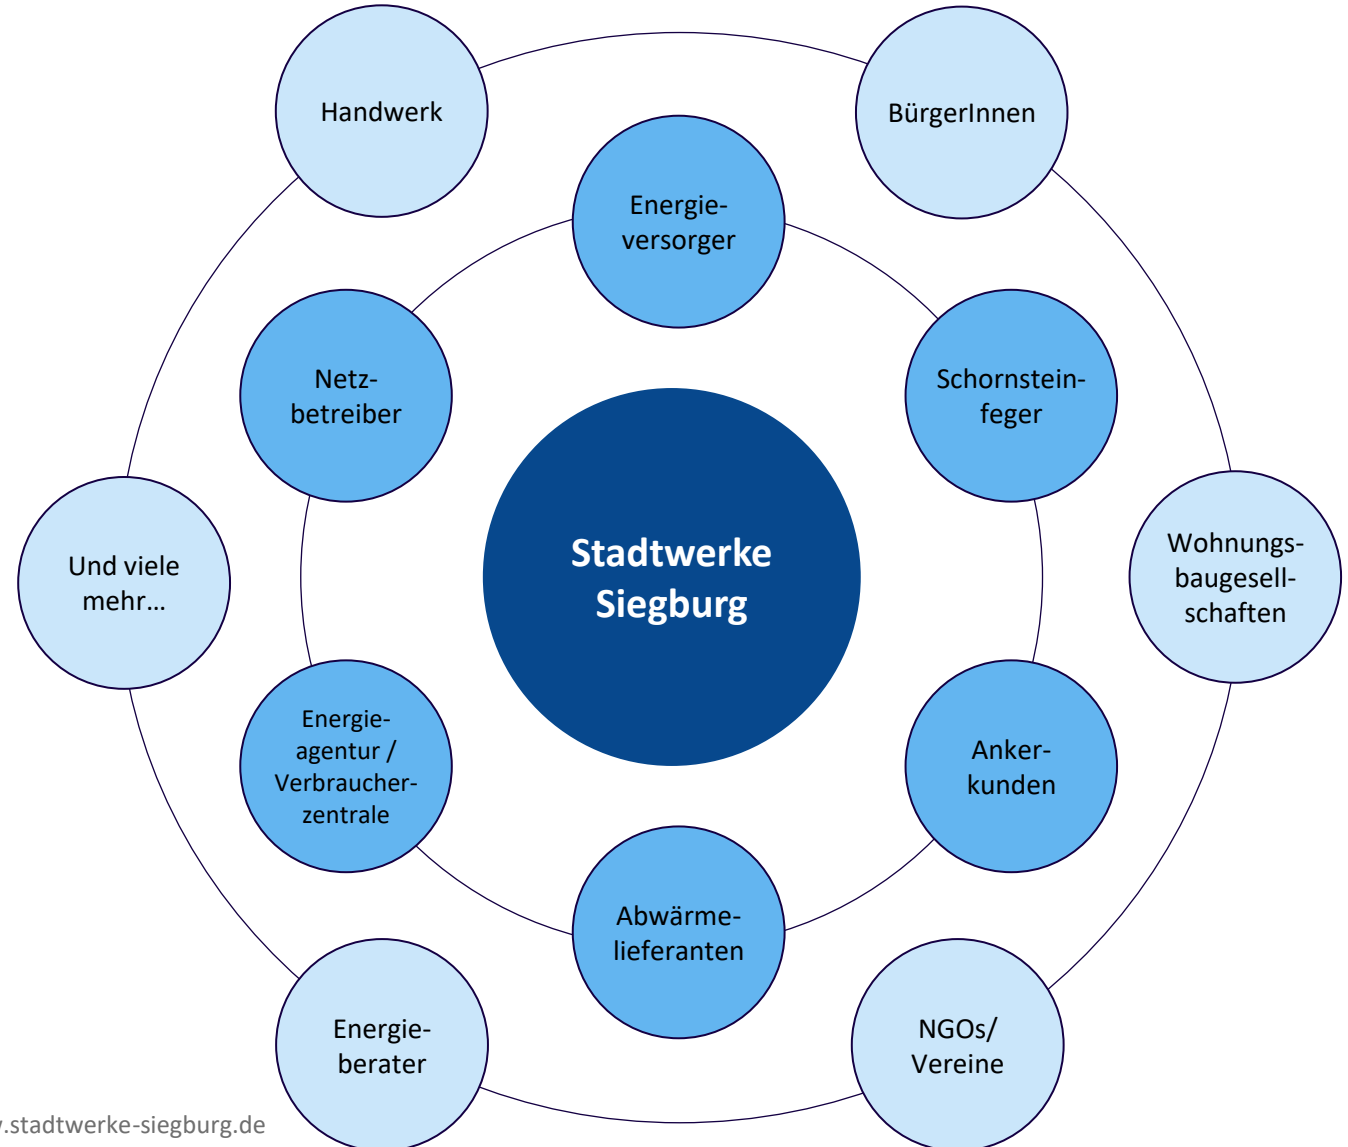 Handwerk
BürgerInnen
Energie-
versorger
Netz-
betreiber
Schornstein-
feger
Stadtwerke
Siegburg
Und viele
mehr...
Wohnungs-
baugesell-
schaften
Energie-
agentur /
Verbraucher-
zentrale
Anker-
kunden
Abwärme-
lieferanten
Energie-
berater
NGOs/
Vereine
.stadtwerke-siegburg.de